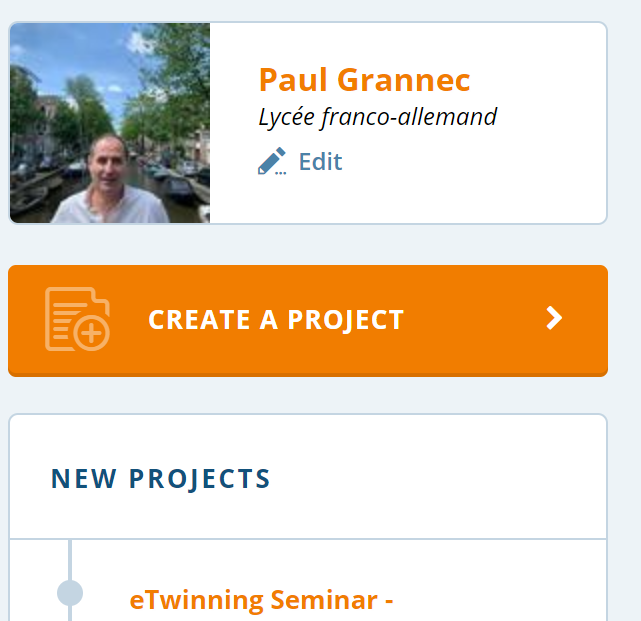 Paul Grannec
Lycée franco-allemand
Edit
CREATE A PROJECT
NEW PROJECTS
eTwinning Seminar -